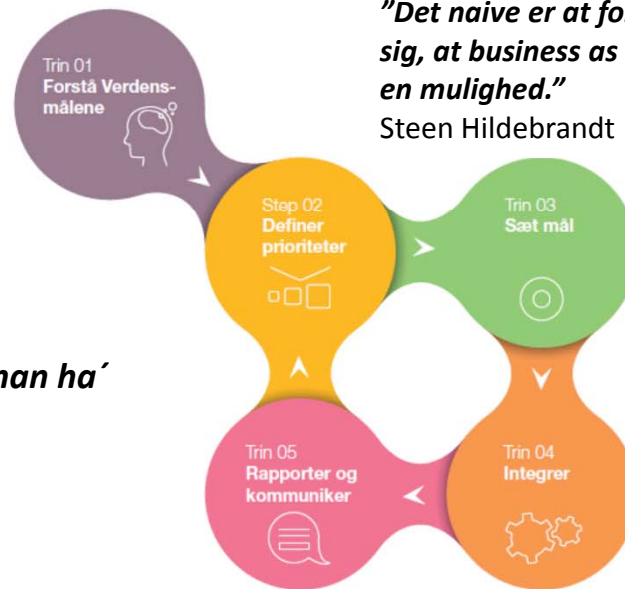 ”Det naive er at
sig, at business as
en mulighed.”
Steen Hildebrandt
Trin 01
Forstå Verdens-
målene
Step 02
Definer
prioriteter
Trin 03
Sæt mål
man ha´
Trin 05
Rapporter og
kommuniker
Trin 04
Integrer